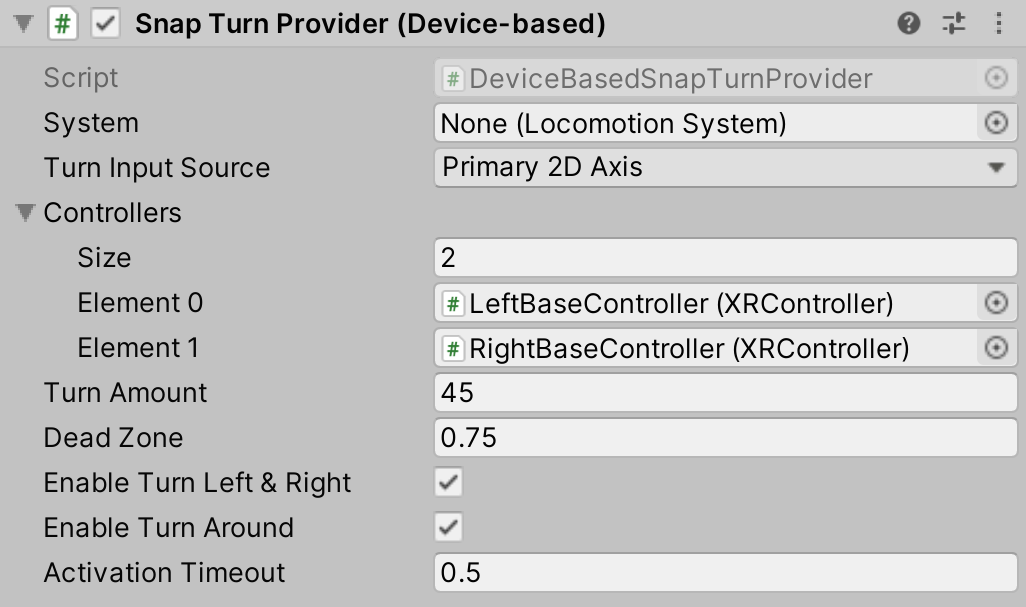 # Snap Turn Provider (Device-based)
Script # DeviceBasedSnapTurnProvider
System None (Locomotion System)
Turn Input Source Primary 2D Axis
Controllers
Size 2
Element 0 # LeftBaseController (XRController)
Element 1 # RightBaseController (XRController)
Turn Amount 45
Dead Zone 0.75
Enable Turn Left & Right
Enable Turn Around
Activation Timeout 0.5